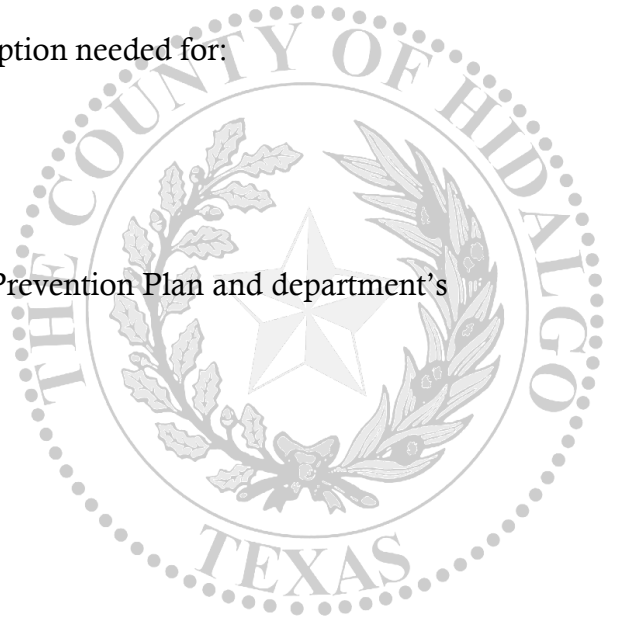 ption needed for:
THE COUNTY OF HIDALGO
Prevention Plan and department’s
TEXAS